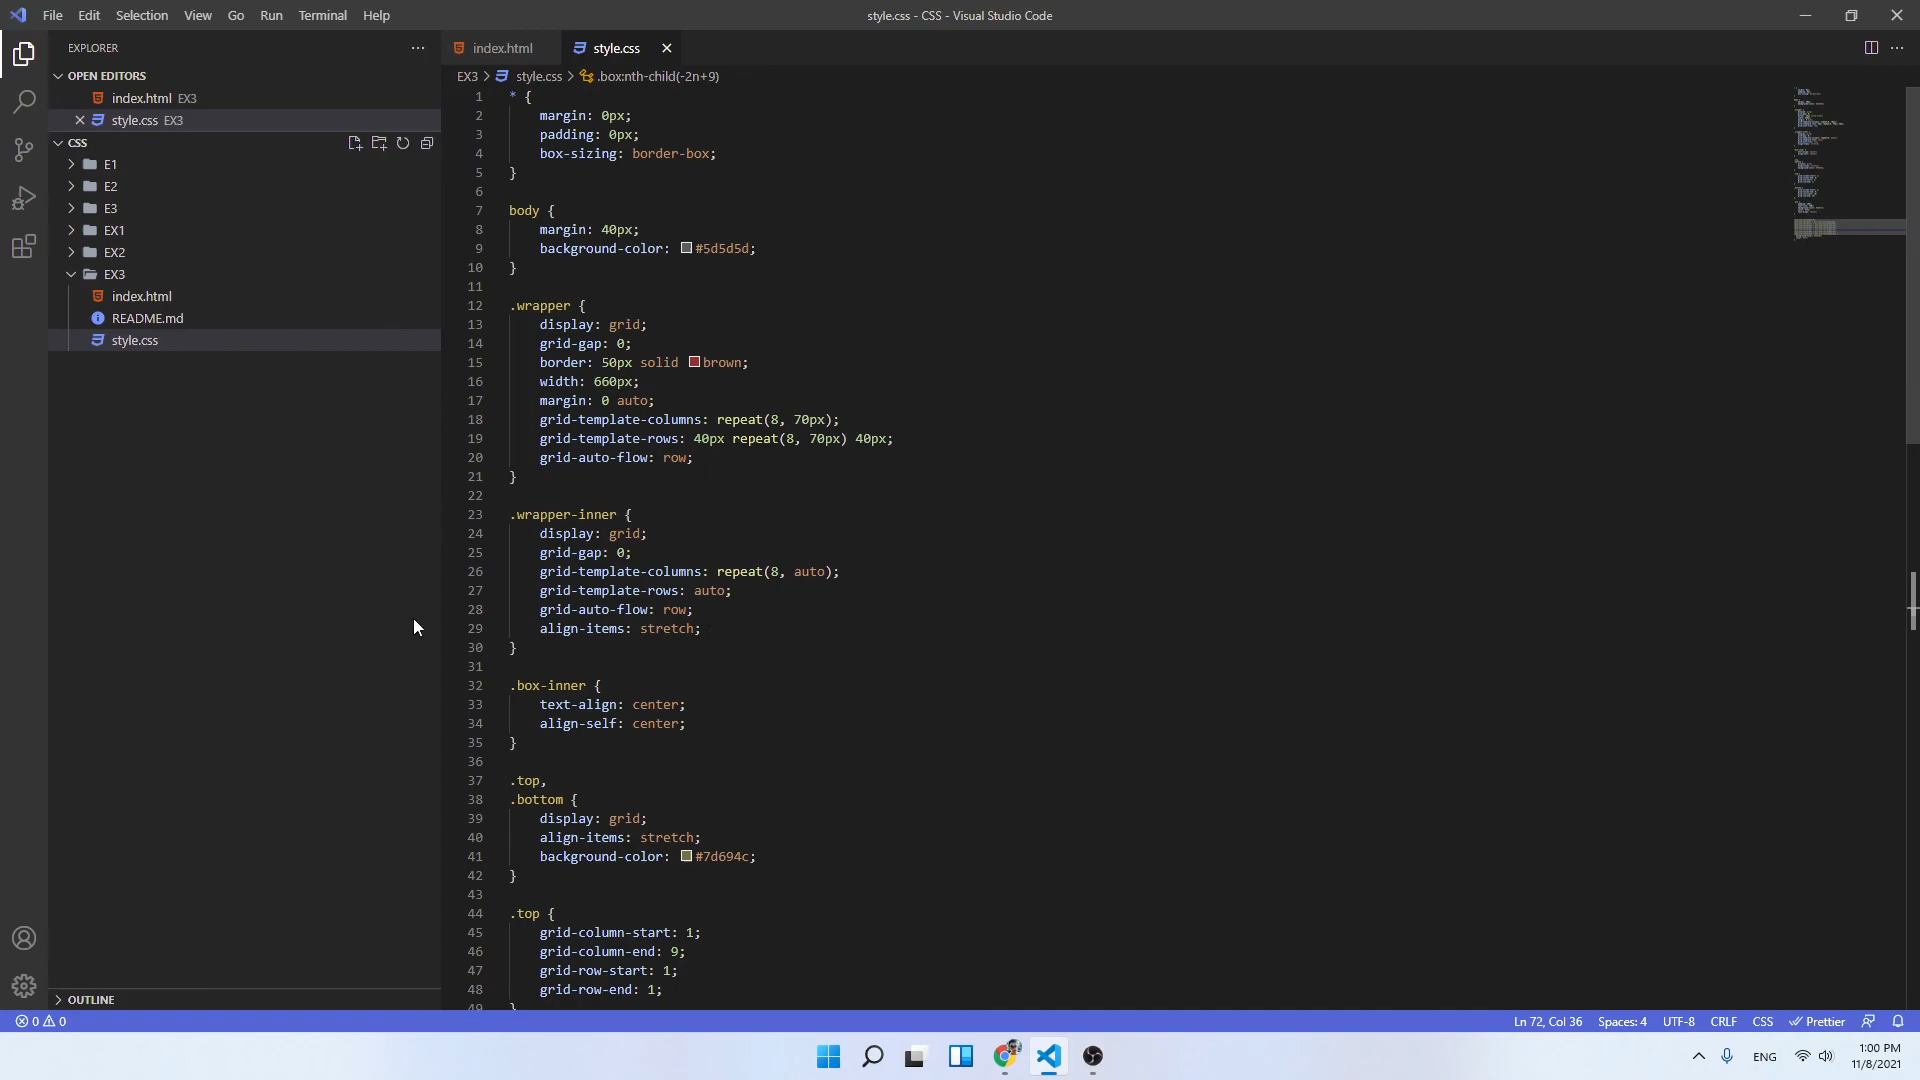 File Edit Selection View Go Run Terminal Help
style.css - CSS - Visual Studio Code
EXPLORER
OPEN EDITORS
index.html EX3
style.css EX3
CSS
E1
E2
E3
EX1
EX2
EX3
index.html
README.md
style.css
OUTLINE
index.html
style.css
EX3 > style.css > .box:nth-child(-2n+9)
1 * {
2 margin: 0px;
3 padding: 0px;
4 box-sizing: border-box;
5 }
6
7 body {
8 margin: 40px;
9 background-color: #5d5d5d;
10 }
11
12 .wrapper {
13 display: grid;
14 grid-gap: 0;
15 border: 50px solid brown;
16 width: 660px;
17 margin: 0 auto;
18 grid-template-columns: repeat(8, 70px);
19 grid-template-rows: 40px repeat(8, 70px) 40px;
20 grid-auto-flow: row;
21 }
22
23 .wrapper-inner {
24 display: grid;
25 grid-gap: 0;
26 grid-template-columns: repeat(8, auto);
27 grid-template-rows: auto;
28 grid-auto-flow: row;
29 align-items: stretch;
30 }
31
32 .box-inner {
33 text-align: center;
34 align-self: center;
35 }
36
37 .top,
38 .bottom {
39 display: grid;
40 align-items: stretch;
41 background-color: #7d694c;
42 }
43
44 .top {
45 grid-column-start: 1;
46 grid-column-end: 9;
47 grid-row-start: 1;
48 grid-row-end: 1;
49 }
0 0
Ln 72, Col 36 Spaces: 4 UTF-8 CRLF CSS Prettier
ENG
1:00 PM
11/8/2021